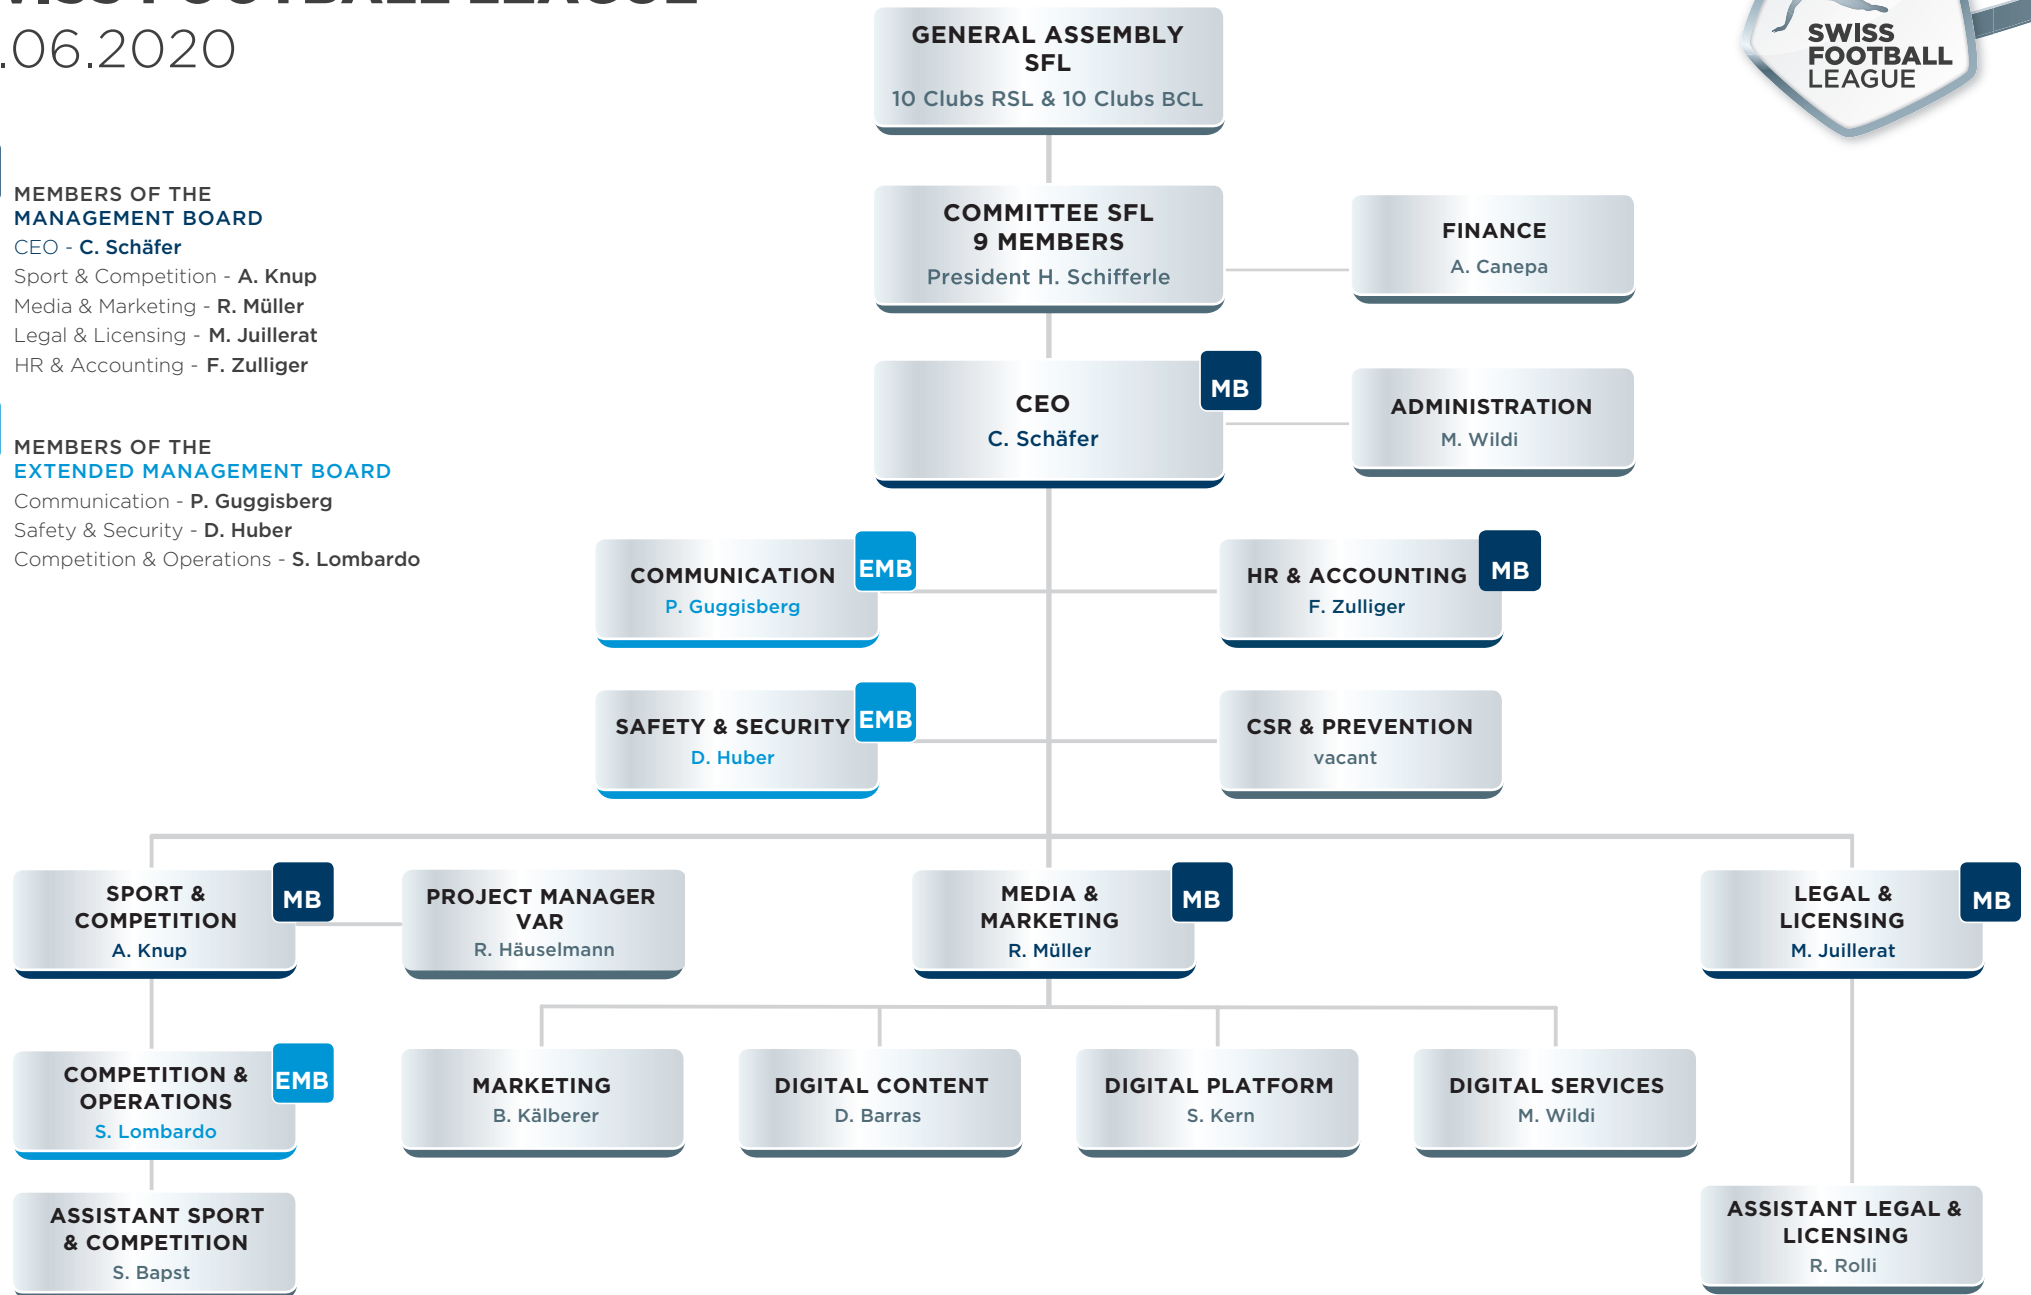 SWISS FOOTBALL LEAGUE
.06.2020
SWISS
FOOTBALL
LEAGUE
MEMBERS OF THE
MANAGEMENT BOARD
CEO - C. Schäfer
Sport & Competition - A. Knup
Media & Marketing - R. Müller
Legal & Licensing - M. Juillerat
HR & Accounting - F. Zulliger
MEMBERS OF THE
EXTENDED MANAGEMENT BOARD
Communication - P. Guggisberg
Safety & Security - D. Huber
Competition & Operations - S. Lombardo
GENERAL ASSEMBLY
SFL
10 Clubs RSL & 10 Clubs BCL
COMMITTEE SFL
9 MEMBERS
President H. Schifferle
FINANCE
A. Canepa
CEO
C. Schäfer
MB
ADMINISTRATION
M. Wildi
COMMUNICATION
P. Guggisberg
EMB
HR & ACCOUNTING
F. Zulliger
MB
SAFETY & SECURITY
D. Huber
EMB
CSR & PREVENTION
vacant
SPORT &
COMPETITION
A. Knup
MB
PROJECT MANAGER
VAR
R. Häuselmann
MEDIA &
MARKETING
R. Müller
MB
LEGAL &
LICENSING
M. Juillerat
MB
COMPETITION &
OPERATIONS
S. Lombardo
EMB
MARKETING
B. Kälberer
DIGITAL CONTENT
D. Barras
DIGITAL PLATFORM
S. Kern
DIGITAL SERVICES
M. Wildi
ASSISTANT SPORT
& COMPETITION
S. Bapst
ASSISTANT LEGAL &
LICENSING
R. Rolli